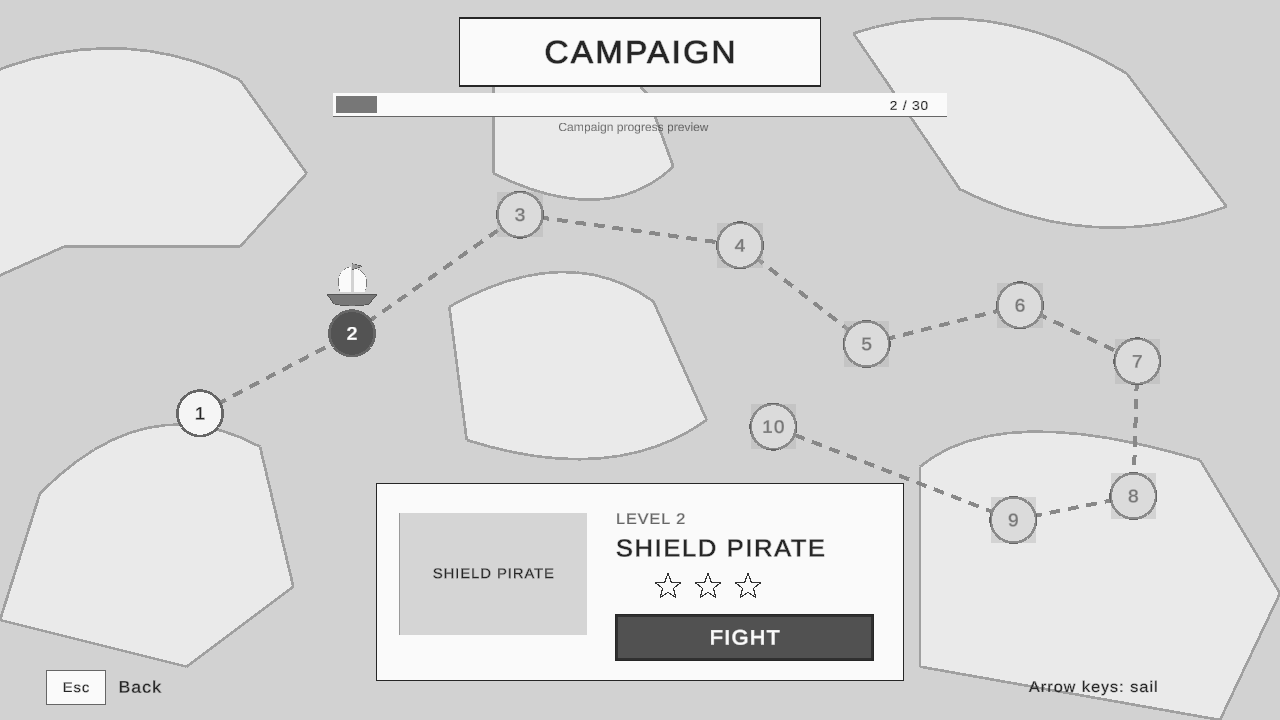 CAMPAIGN
2 / 30
Campaign progress preview
3
4
6
2
5
7
1
10
8
9
LEVEL 2
SHIELD PIRATE
SHIELD PIRATE
FIGHT
Esc Back
Arrow keys: sail